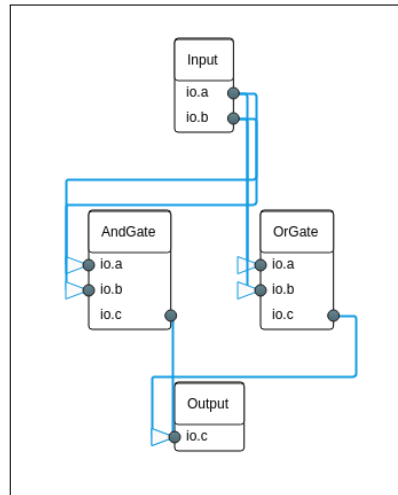 Input
io.a
io.b
AndGate
io.a
io.b
io.c
OrGate
io.a
io.b
io.c
Output
io.c